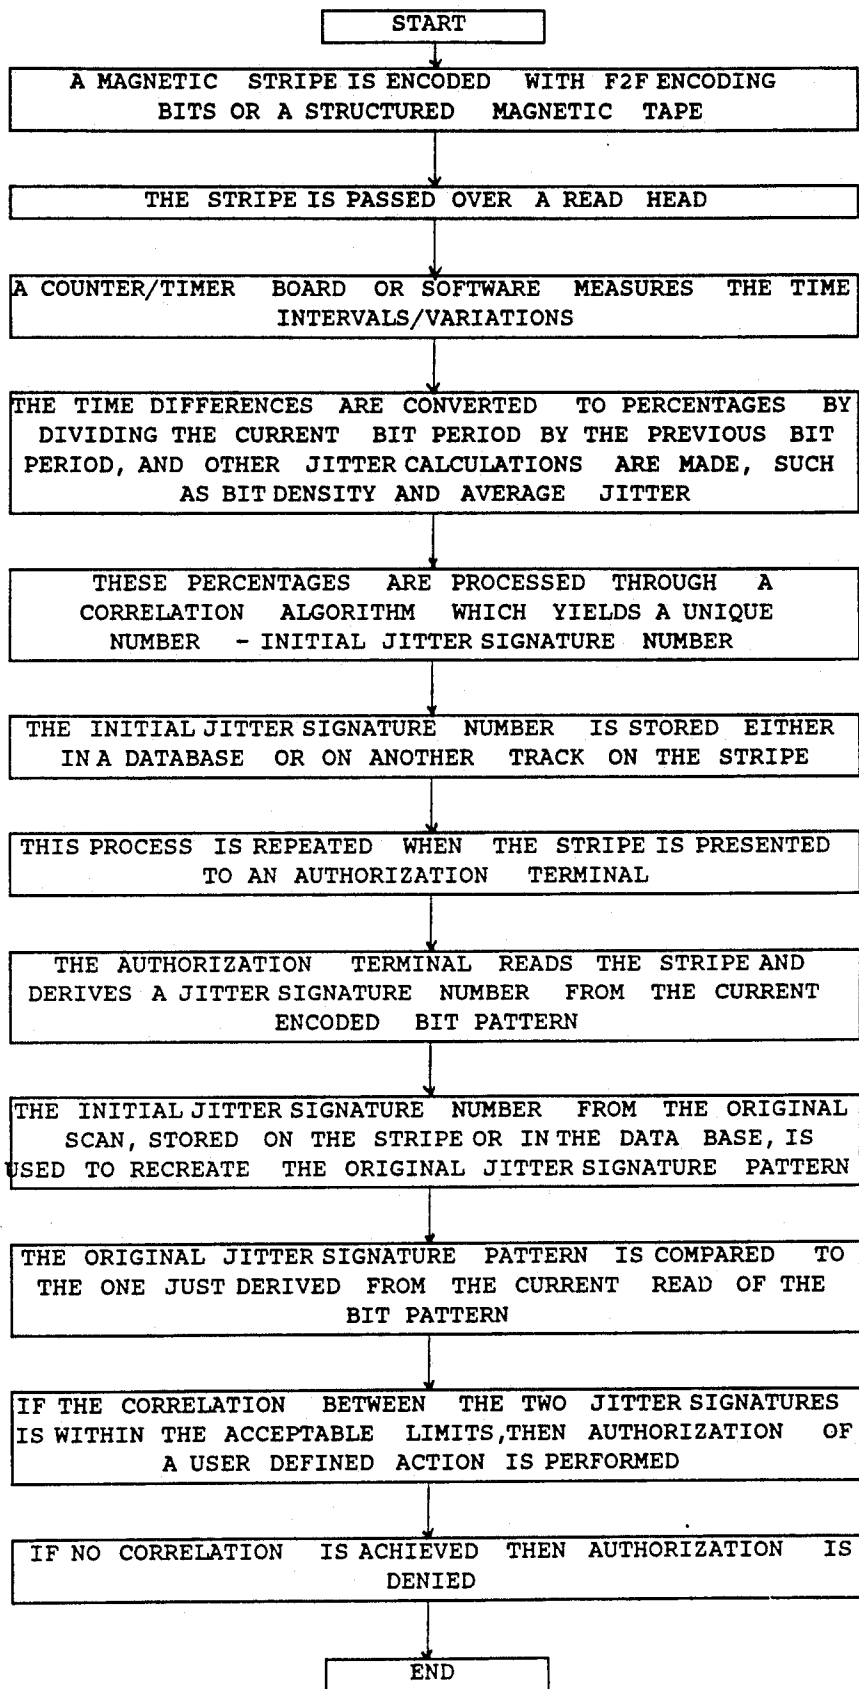 START
A MAGNETIC STRIPE IS ENCODED WITH F2F ENCODING
BITS OR A STRUCTURED MAGNETIC TAPE
THE STRIPE IS PASSED OVER A READ HEAD
A COUNTER/TIMER BOARD OR SOFTWARE MEASURES THE TIME
INTERVALS/VARIATIONS
THE TIME DIFFERENCES ARE CONVERTED TO PERCENTAGES BY
DIVIDING THE CURRENT BIT PERIOD BY THE PREVIOUS BIT
PERIOD, AND OTHER JITTER CALCULATIONS ARE MADE, SUCH
AS BIT DENSITY AND AVERAGE JITTER
THESE PERCENTAGES ARE PROCESSED THROUGH A
CORRELATION ALGORITHM WHICH YIELDS A UNIQUE
NUMBER - INITIAL JITTER SIGNATURE NUMBER
THE INITIAL JITTER SIGNATURE NUMBER IS STORED EITHER
IN A DATABASE OR ON ANOTHER TRACK ON THE STRIPE
THIS PROCESS IS REPEATED WHEN THE STRIPE IS PRESENTED
TO AN AUTHORIZATION TERMINAL
THE AUTHORIZATION TERMINAL READS THE STRIPE AND
DERIVES A JITTER SIGNATURE NUMBER FROM THE CURRENT
ENCODED BIT PATTERN
THE INITIAL JITTER SIGNATURE NUMBER FROM THE ORIGINAL
SCAN, STORED ON THE STRIPE OR IN THE DATA BASE, IS
USED TO RECREATE THE ORIGINAL JITTER SIGNATURE PATTERN
THE ORIGINAL JITTER SIGNATURE PATTERN IS COMPARED TO
THE ONE JUST DERIVED FROM THE CURRENT READ OF THE
BIT PATTERN
IF THE CORRELATION BETWEEN THE TWO JITTER SIGNATURES
IS WITHIN THE ACCEPTABLE LIMITS, THEN AUTHORIZATION OF
A USER DEFINED ACTION IS PERFORMED
IF NO CORRELATION IS ACHIEVED THEN AUTHORIZATION IS
DENIED
END